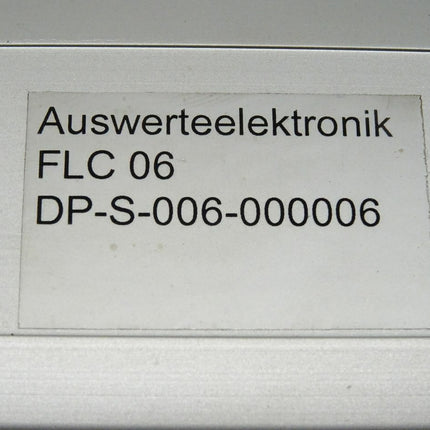 Auswerteelektronik
FLC 06
DP-S-006-000006